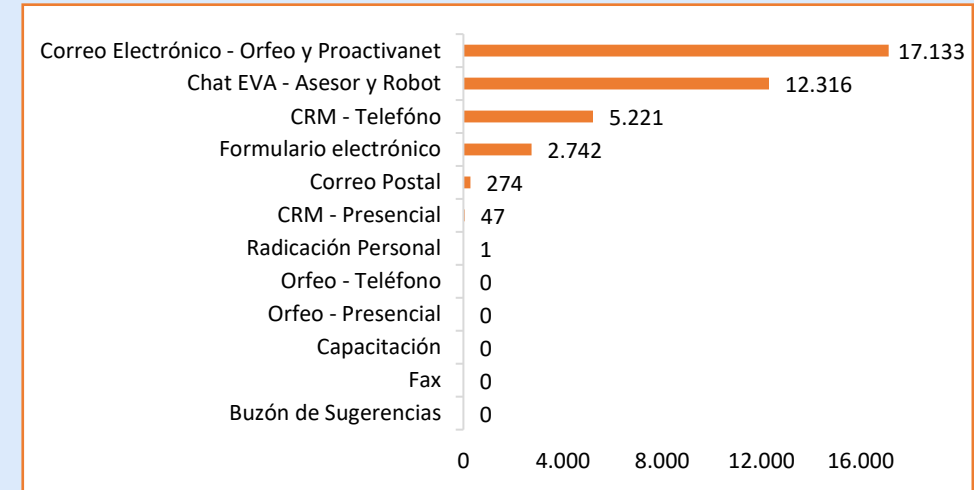 Correo Electrónico - Orfeo y Proactivanet 17.133
Chat EVA - Asesor y Robot 12.316
CRM - Telefóno 5.221
Formulario electrónico 2.742
Correo Postal 274
CRM - Presencial 47
Radicación Personal 1
Orfeo - Teléfono 0
Orfeo - Presencial 0
Capacitación 0
Fax 0
Buzón de Sugerencias 0
0 4.000 8.000 12.000 16.000